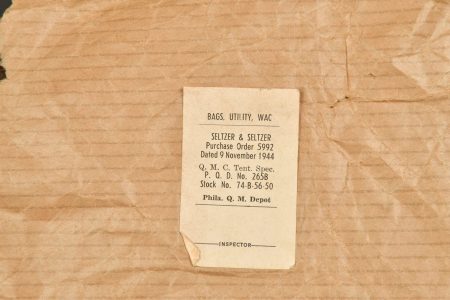 BAGS, UTILITY, WAC
SELTZER & SELTZER
Purchase Order 5992
Dated 9 November 1944
Q. M. C. Tent. Spec.
P. Q. D. No. 265B
Stock No. 74-B-56-50
Phila. Q. M. Depot
INSPECTOR